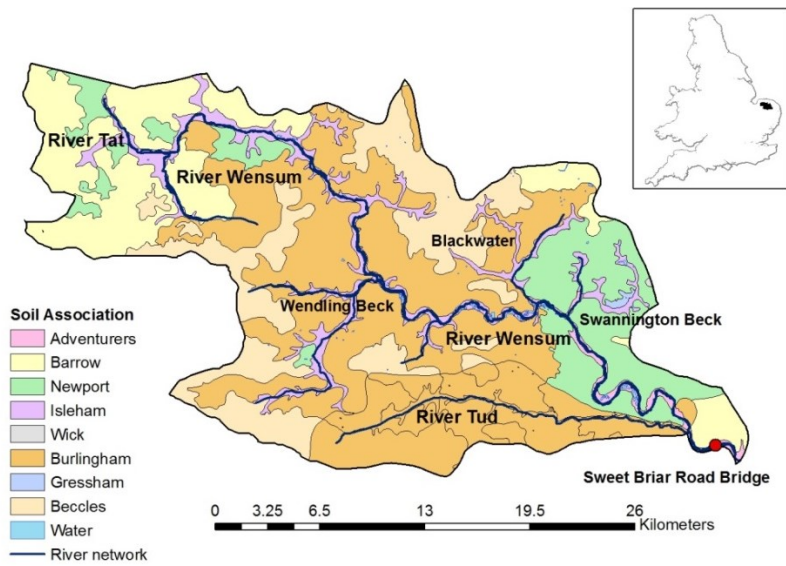 River Tat
River Wensum
Blackwater
Wendling Beck
Swannington Beck
River Wensum
River Tud
Sweet Briar Road Bridge
Soil Association
Adventurers
Barrow
Newport
Isleham
Wick
Burlingham
Gressham
Beccles
Water
River network
0 3.25 6.5 13 19.5 26
Kilometers